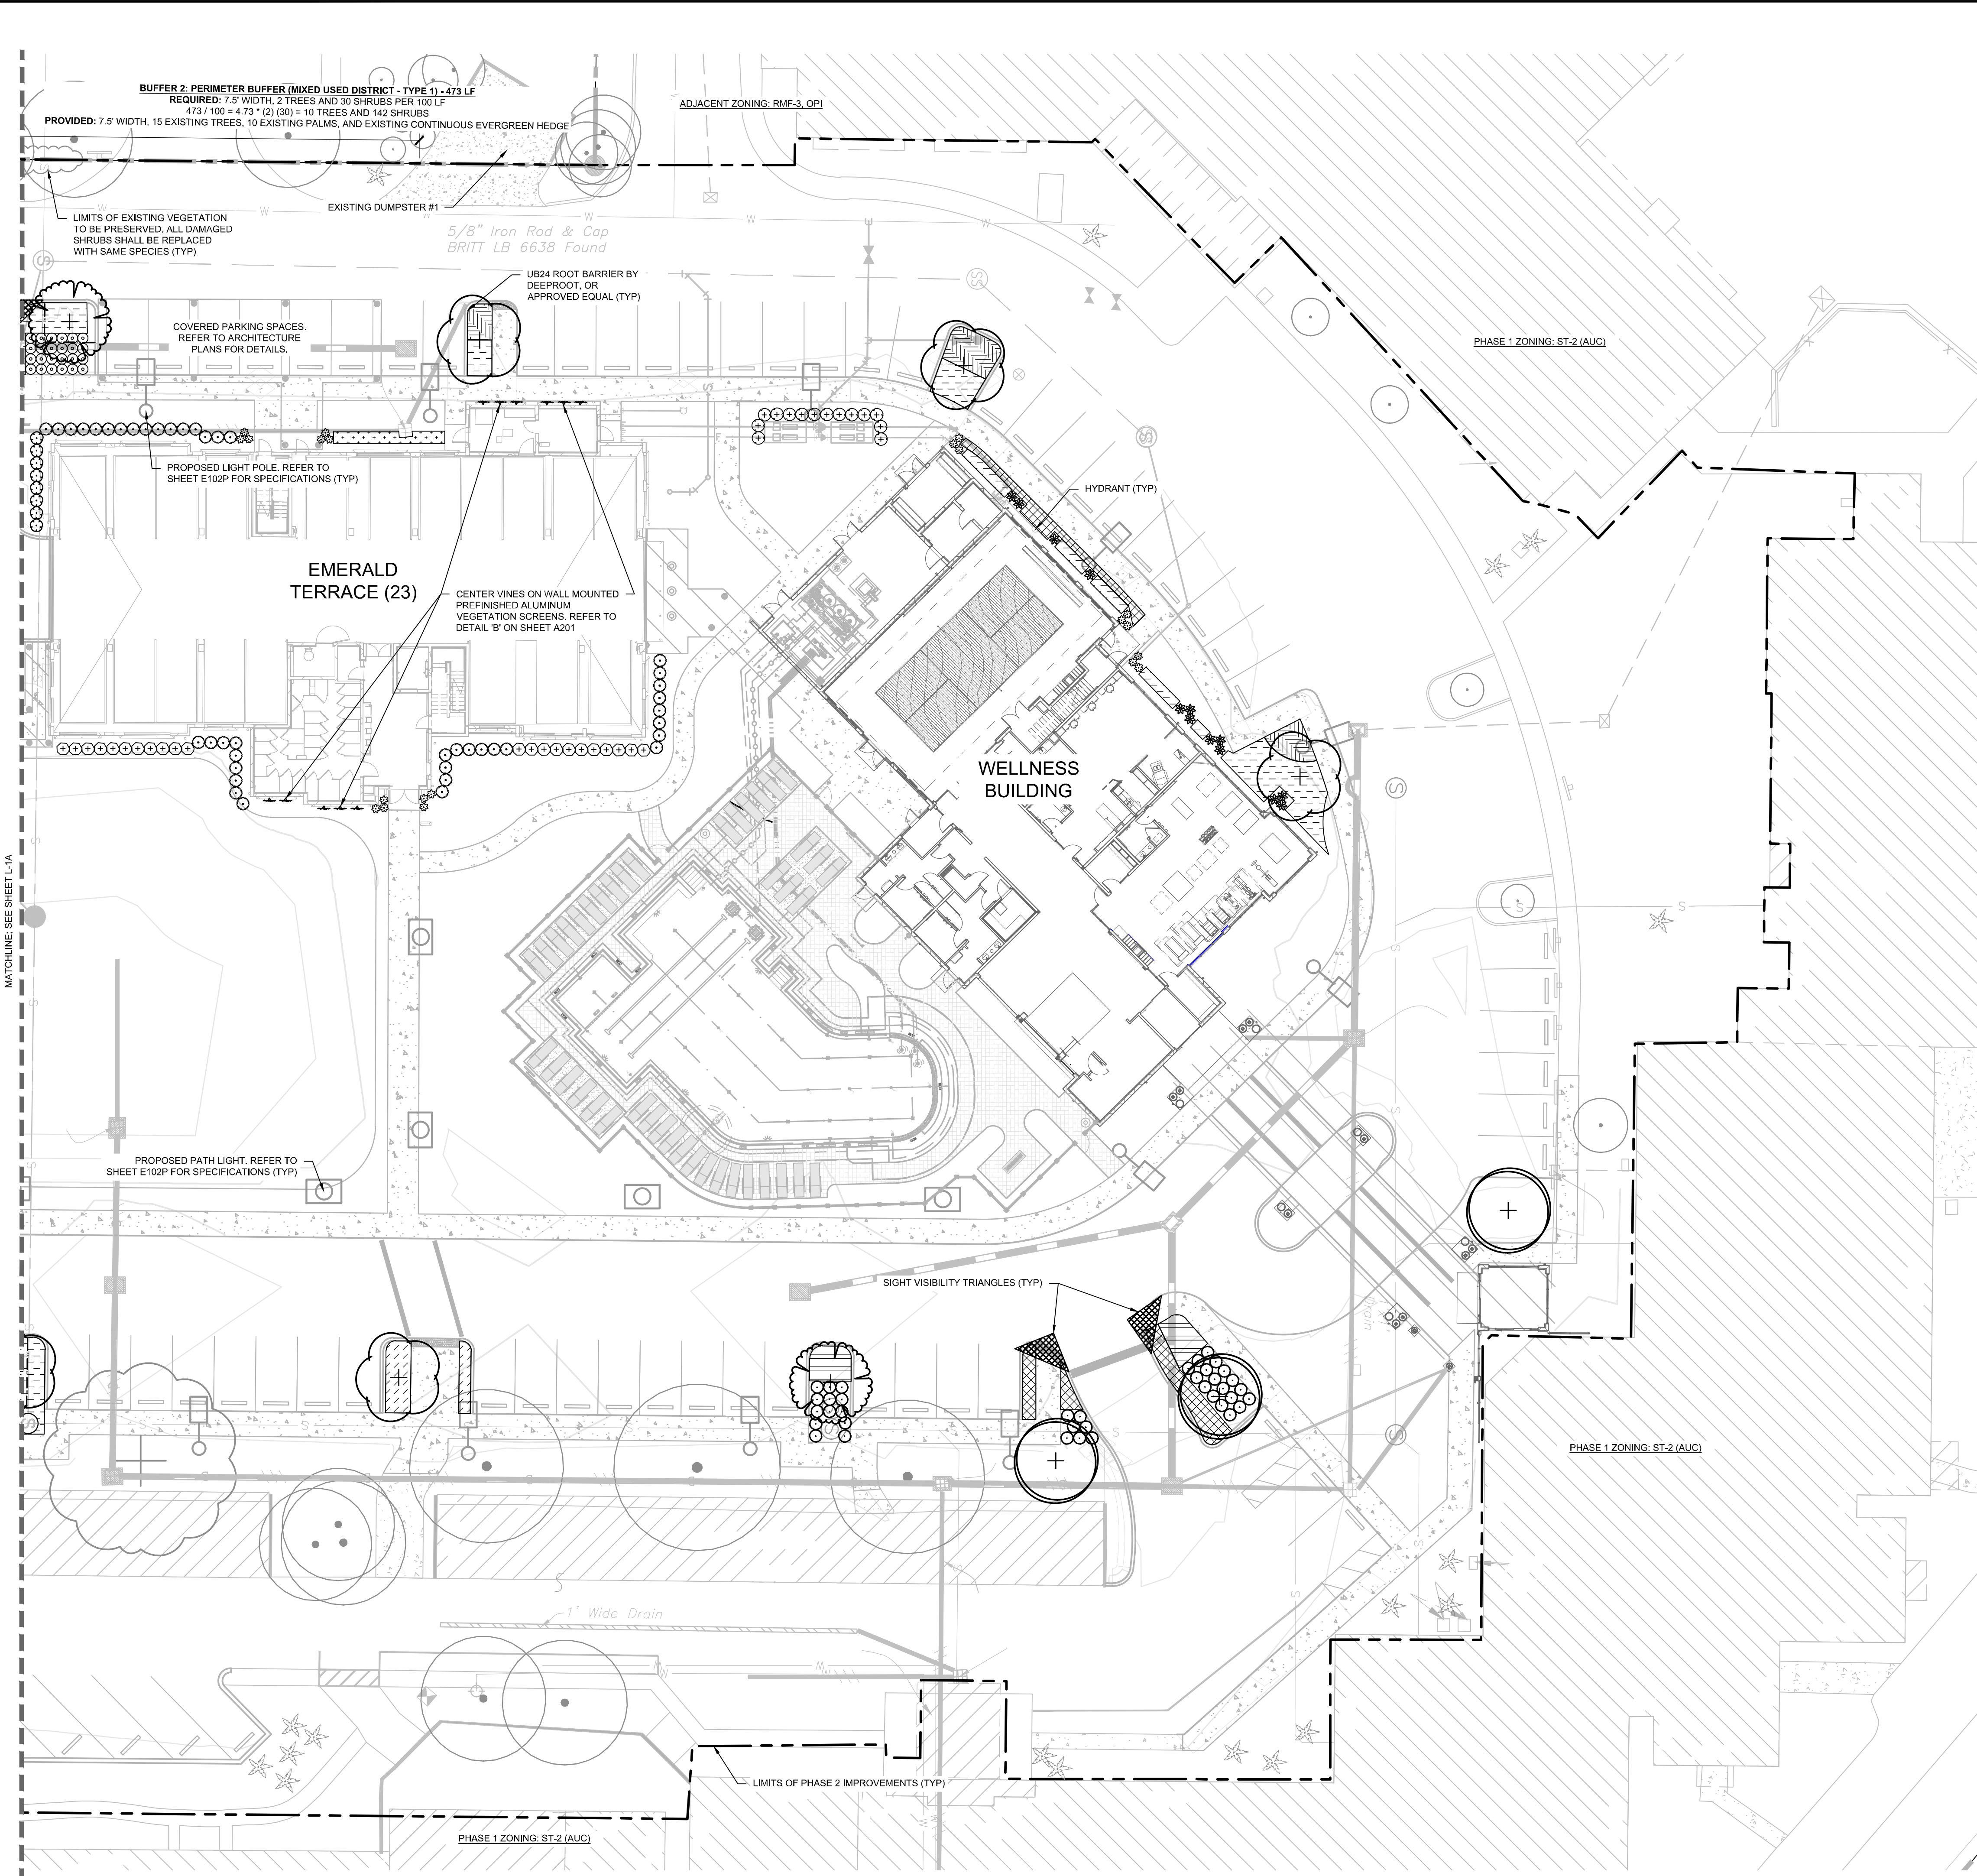 BUFFER 2: PERIMETER BUFFER (MIXED USED DISTRICT - TYPE 1) - 473 LF
REQUIRED: 7.5' WIDTH, 2 TREES AND 30 SHRUBS PER 100 LF
473 / 100 = 4.73 * (2) (30) = 10 TREES AND 142 SHRUBS
PROVIDED: 7.5' WIDTH, 15 EXISTING TREES, 10 EXISTING PALMS, AND EXISTING CONTINUOUS EVERGREEN HEDGE
ADJACENT ZONING: RMF-3, OPI
EXISTING DUMPSTER #1
LIMITS OF EXISTING VEGETATION
TO BE PRESERVED. ALL DAMAGED
SHRUBS SHALL BE REPLACED
WITH SAME SPECIES (TYP)
5/8" Iron Rod & Cap
BRITT LB 6638 Found
UB24 ROOT BARRIER BY
DEEPROOT, OR
APPROVED EQUAL (TYP)
COVERED PARKING SPACES.
REFER TO ARCHITECTURE
PLANS FOR DETAILS.
PHASE 1 ZONING: ST-2 (AUC)
PROPOSED LIGHT POLE. REFER TO
SHEET E102P FOR SPECIFICATIONS (TYP)
HYDRANT (TYP)
EMERALD
TERRACE (23)
CENTER VINES ON WALL MOUNTED
PREFINISHED ALUMINUM
VEGETATION SCREENS. REFER TO
DETAIL 'B' ON SHEET A201
WELLNESS
BUILDING
MATCHLINE; SEE SHEET L-1A
PROPOSED PATH LIGHT. REFER TO
SHEET E102P FOR SPECIFICATIONS (TYP)
SIGHT VISIBILITY TRIANGLES (TYP)
Drain
PHASE 1 ZONING: ST-2 (AUC)
1' Wide Drain
LIMITS OF PHASE 2 IMPROVEMENTS (TYP)
PHASE 1 ZONING: ST-2 (AUC)